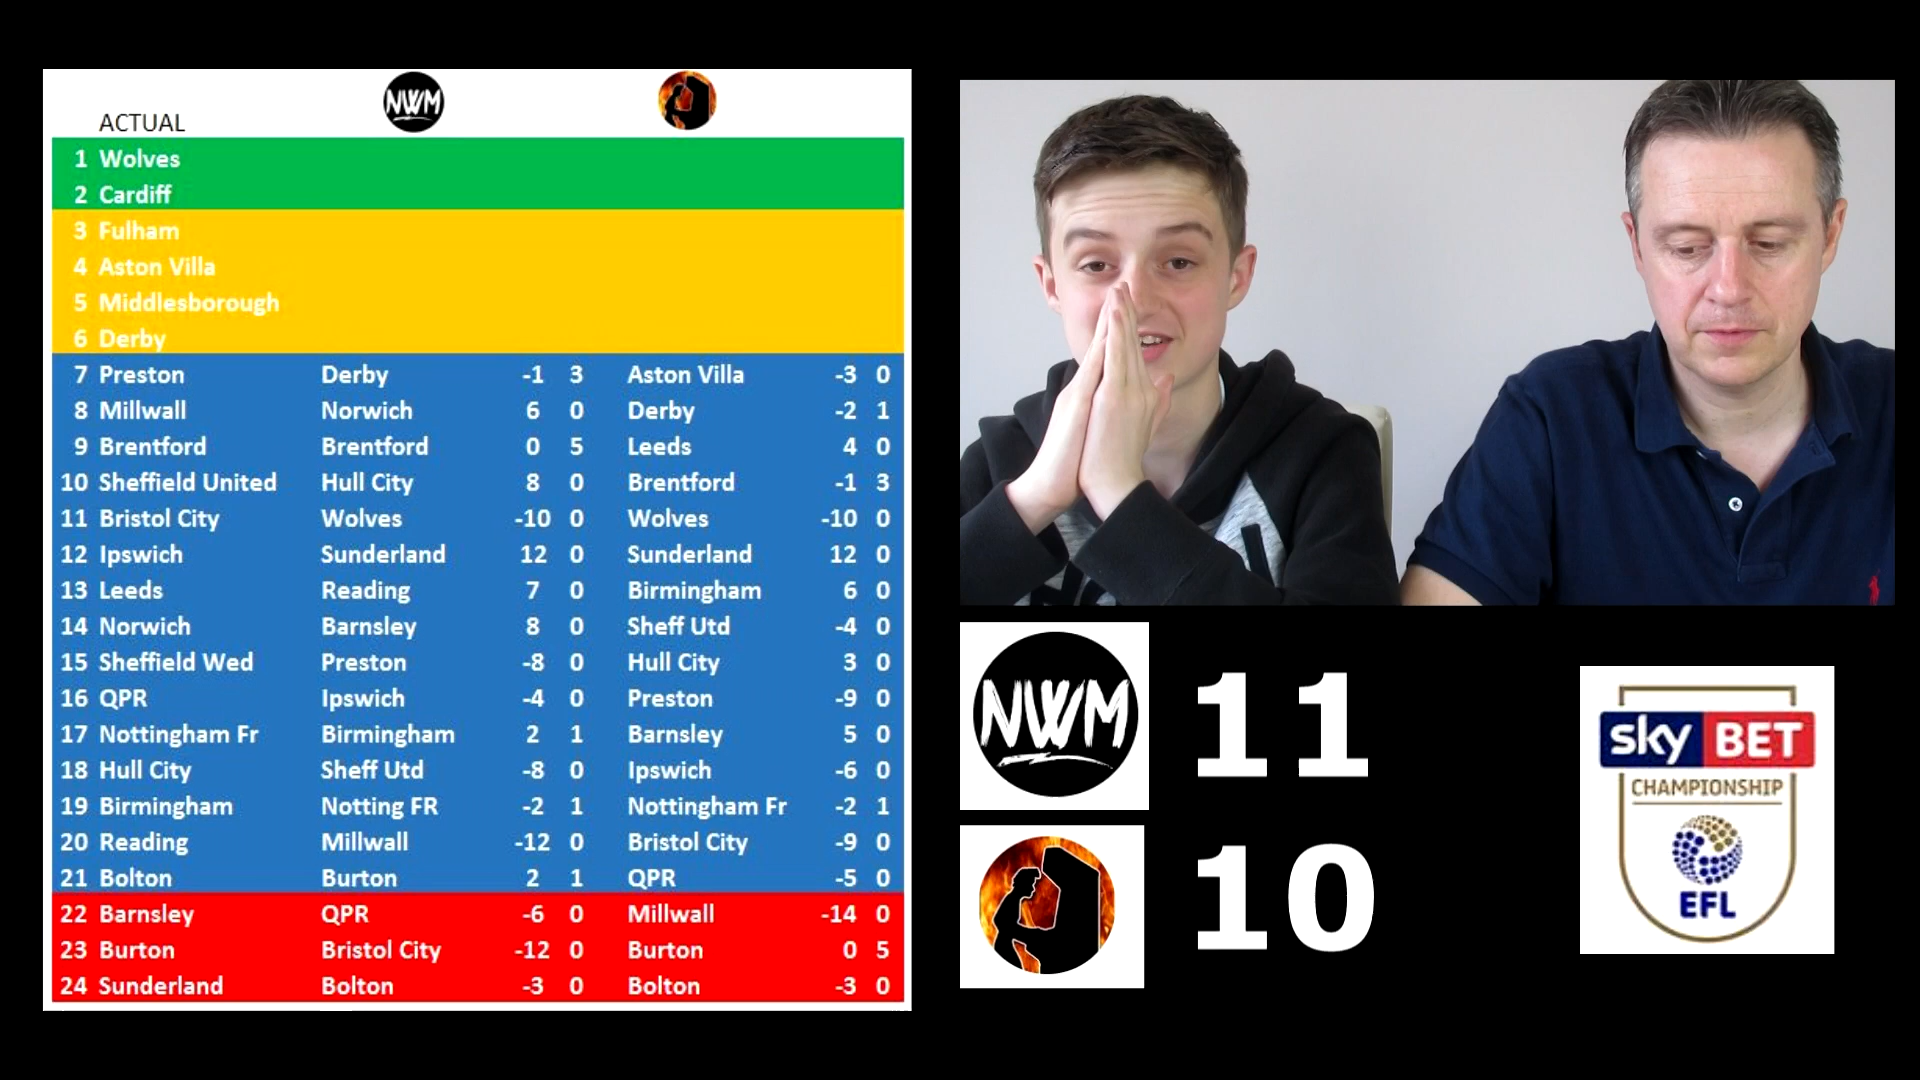 NWM
ACTUAL
1 Wolves
2 Cardiff
3 Fulham
4 Aston Villa
5 Middlesborough
6 Derby
7 Preston Derby -1 3 Aston Villa -3 0
8 Millwall Norwich 6 0 Derby -2 1
9 Brentford Brentford 0 5 Leeds 4 0
10 Sheffield United Hull City 8 0 Brentford -1 3
11 Bristol City Wolves -10 0 Wolves -10 0
12 Ipswich Sunderland 12 0 Sunderland 12 0
13 Leeds Reading 7 0 Birmingham 6 0
14 Norwich Barnsley 8 0 Sheff Utd -4 0
15 Sheffield Wed Preston -8 0 Hull City 3 0
16 QPR Ipswich -4 0 Preston -9 0
17 Nottingham Fr Birmingham 2 1 Barnsley 5 0
18 Hull City Sheff Utd -8 0 Ipswich -6 0
19 Birmingham Notting FR -2 1 Nottingham Fr -2 1
20 Reading Millwall -12 0 Bristol City -9 0
21 Bolton Burton 2 1 QPR -5 0
22 Barnsley QPR -6 0 Millwall -14 0
23 Burton Bristol City -12 0 Burton 0 5
24 Sunderland Bolton -3 0 Bolton -3 0
NWM 11
10
sky BET
CHAMPIONSHIP
EFL